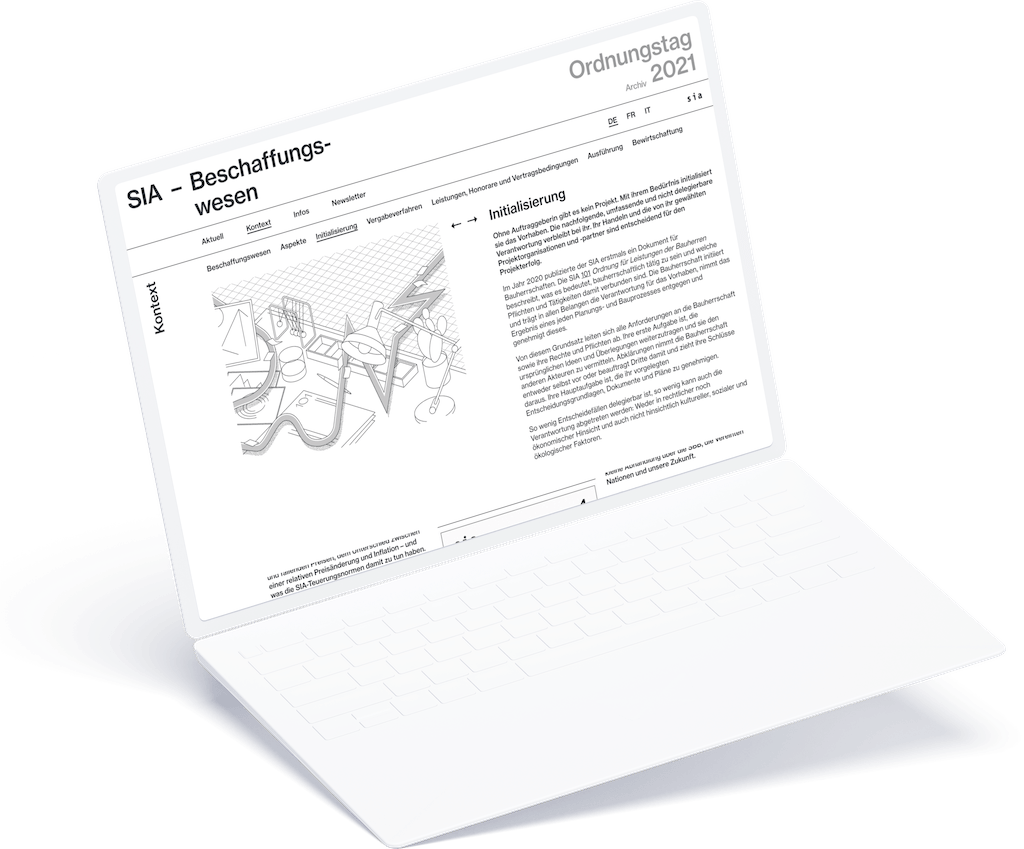 Ordnungstag
Archiv 2021
SIA – Beschaffungs-
wesen
DE FR IT
sia
Aktuell Kontext Infos Newsletter
Beschaffungswesen Aspekte Initialisierung Vergabeverfahren Leistungen, Honorare und Vertragsbedingungen Ausführung Bewirtschaftung
Kontext
← →
Initialisierung
Ohne Auftraggeberin gibt es kein Projekt. Mit ihrem Bedürfnis initialisiert
sie das Vorhaben. Die nachfolgende, umfassende und nicht delegierbare
Verantwortung verbleibt bei ihr. Ihr Handeln und die von ihr gewählten
Projektorganisationen und -partner sind entscheidend für den
Projekterfolg.
Im Jahr 2020 publizierte der SIA erstmals ein Dokument für
Bauherrschaften. Die SIA 101 Ordnung für Leistungen der Bauherren
beschreibt, was es bedeutet, bauherrschaftlich tätig zu sein und welche
Pflichten und Tätigkeiten damit verbunden sind. Die Bauherrschaft initiiert
und trägt in allen Belangen die Verantwortung für das Vorhaben, nimmt das
Ergebnis eines jeden Planungs- und Bauprozesses entgegen und
genehmigt dieses.
Von diesem Grundsatz leiten sich alle Anforderungen an die Bauherrschaft
sowie ihre Rechte und Pflichten ab. Ihre erste Aufgabe ist, die
ursprünglichen Ideen und Überlegungen weiterzutragen und sie den
anderen Akteuren zu vermitteln. Abklärungen nimmt die Bauherrschaft
entweder selbst vor oder beauftragt Dritte damit und zieht ihre Schlüsse
daraus. Ihre Hauptaufgabe ist, die ihr vorgelegten
Entscheidungsgrundlagen, Dokumente und Pläne zu genehmigen.
So wenig Entscheidefällen delegierbar ist, so wenig kann auch die
Verantwortung abgetreten werden: Weder in rechtlicher noch
ökonomischer Hinsicht und auch nicht hinsichtlich kultureller, sozialer und
ökologischer Faktoren.
kleine Abhandlung über die SBB, die Vereinten
Nationen und unsere Zukunft.
und fallenden Preisen, dem Unterschied zwischen
einer relativen Preisänderung und Inflation – und
was die SIA-Teuerungsnormen damit zu tun haben.